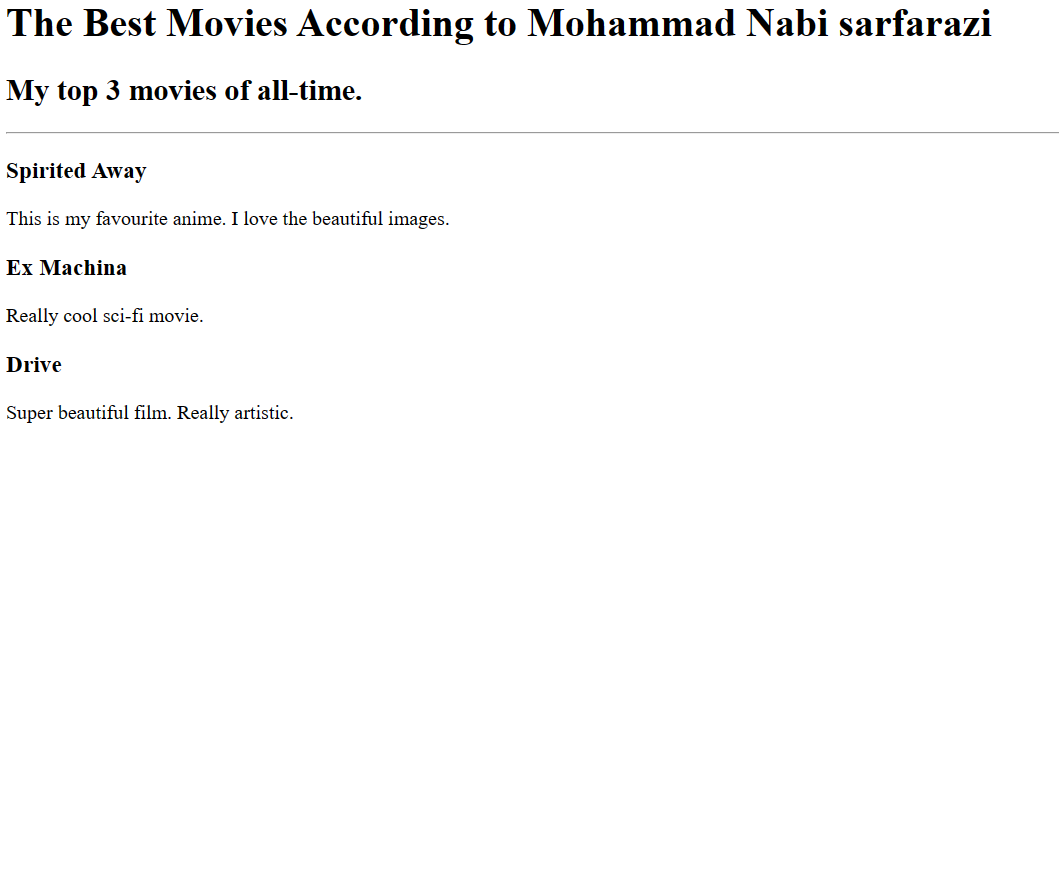 The Best Movies According to Mohammad Nabi sarfarazi
My top 3 movies of all-time.
Spirited Away
This is my favourite anime. I love the beautiful images.
Ex Machina
Really cool sci-fi movie.
Drive
Super beautiful film. Really artistic.